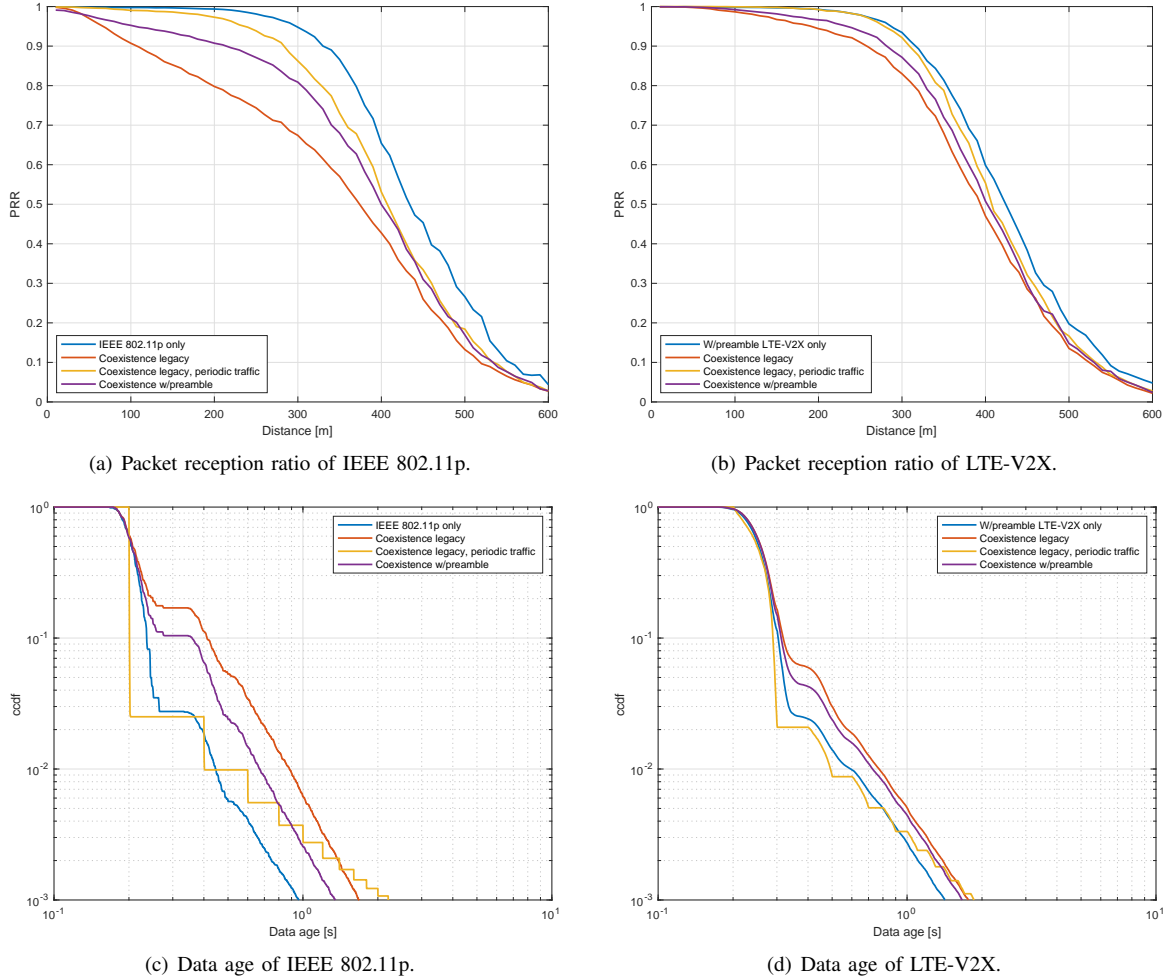 1
0.9
0.8
0.7
0.6
0.5
0.4
0.3
0.2
0.1
0
PRR
IEEE 802.11p only
Coexistence legacy
Coexistence legacy, periodic traffic
Coexistence w/preamble
0 100 200 300 400 500 600
Distance [m]
(a) Packet reception ratio of IEEE 802.11p.
1
0.9
0.8
0.7
0.6
0.5
0.4
0.3
0.2
0.1
0
PRR
W/preamble LTE-V2X only
Coexistence legacy
Coexistence legacy, periodic traffic
Coexistence w/preamble
0 100 200 300 400 500 600
Distance [m]
(b) Packet reception ratio of LTE-V2X.
10^0
10^-1
10^-2
10^-3
ccdf
IEEE 802.11p only
Coexistence legacy
Coexistence legacy, periodic traffic
Coexistence w/preamble
10^-1 10^0 10^1
Data age [s]
(c) Data age of IEEE 802.11p.
10^0
10^-1
10^-2
10^-3
ccdf
W/preamble LTE-V2X only
Coexistence legacy
Coexistence legacy, periodic traffic
Coexistence w/preamble
10^-1 10^0 10^1
Data age [s]
(d) Data age of LTE-V2X.